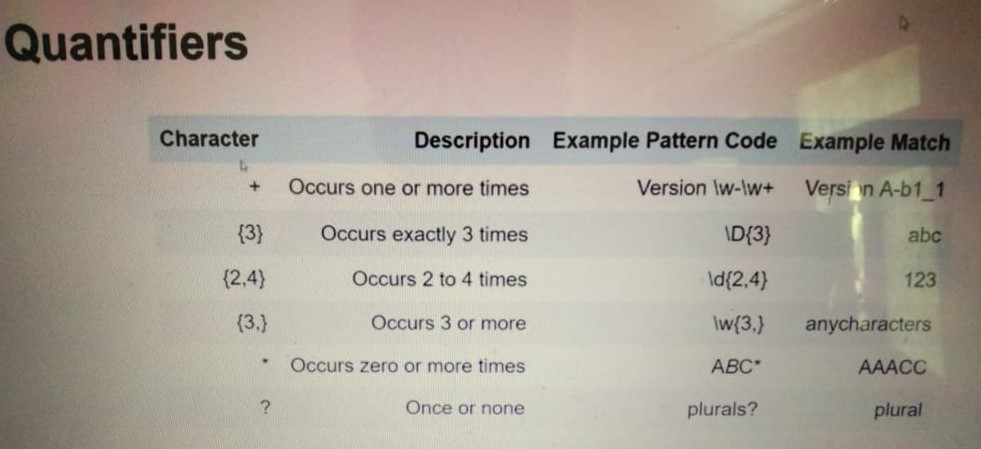 Quantifiers
Character Description Example Pattern Code Example Match
+ Occurs one or more times Version \w-\w+ Version A-b1_1
{3} Occurs exactly 3 times \D{3} abc
{2,4} Occurs 2 to 4 times \d{2,4} 123
{3,} Occurs 3 or more \w{3,} anycharacters
* Occurs zero or more times ABC* AAACC
? Once or none plurals? plural